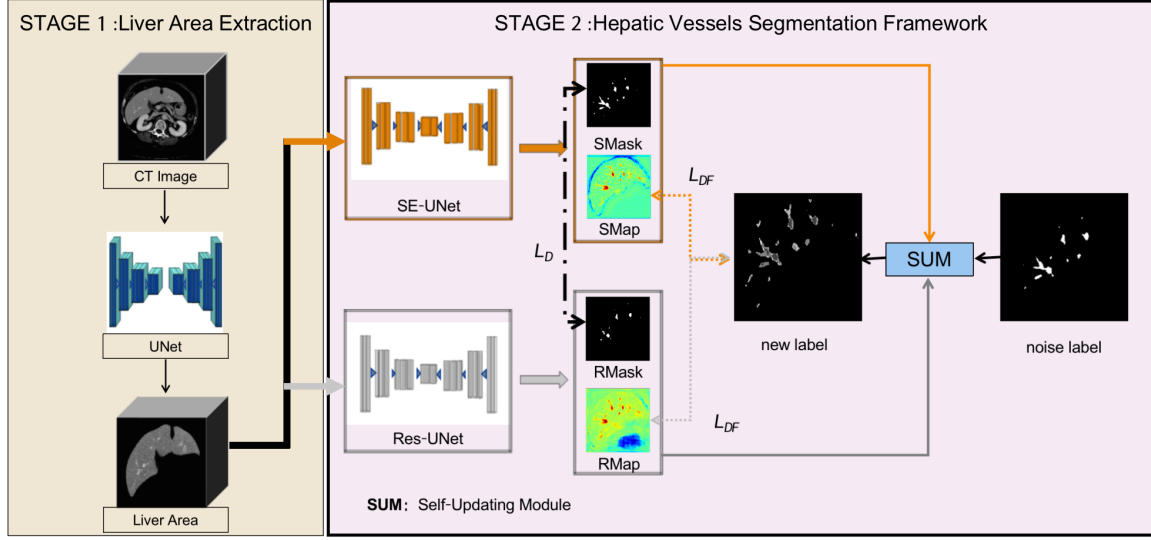 STAGE 1 :Liver Area Extraction
CT Image
UNet
Liver Area
STAGE 2 :Hepatic Vessels Segmentation Framework
SE-UNet
Res-UNet
SMask
SMap
L_D
RMask
RMap
L_DF
L_DF
new label
SUM
noise label
SUM: Self-Updating Module